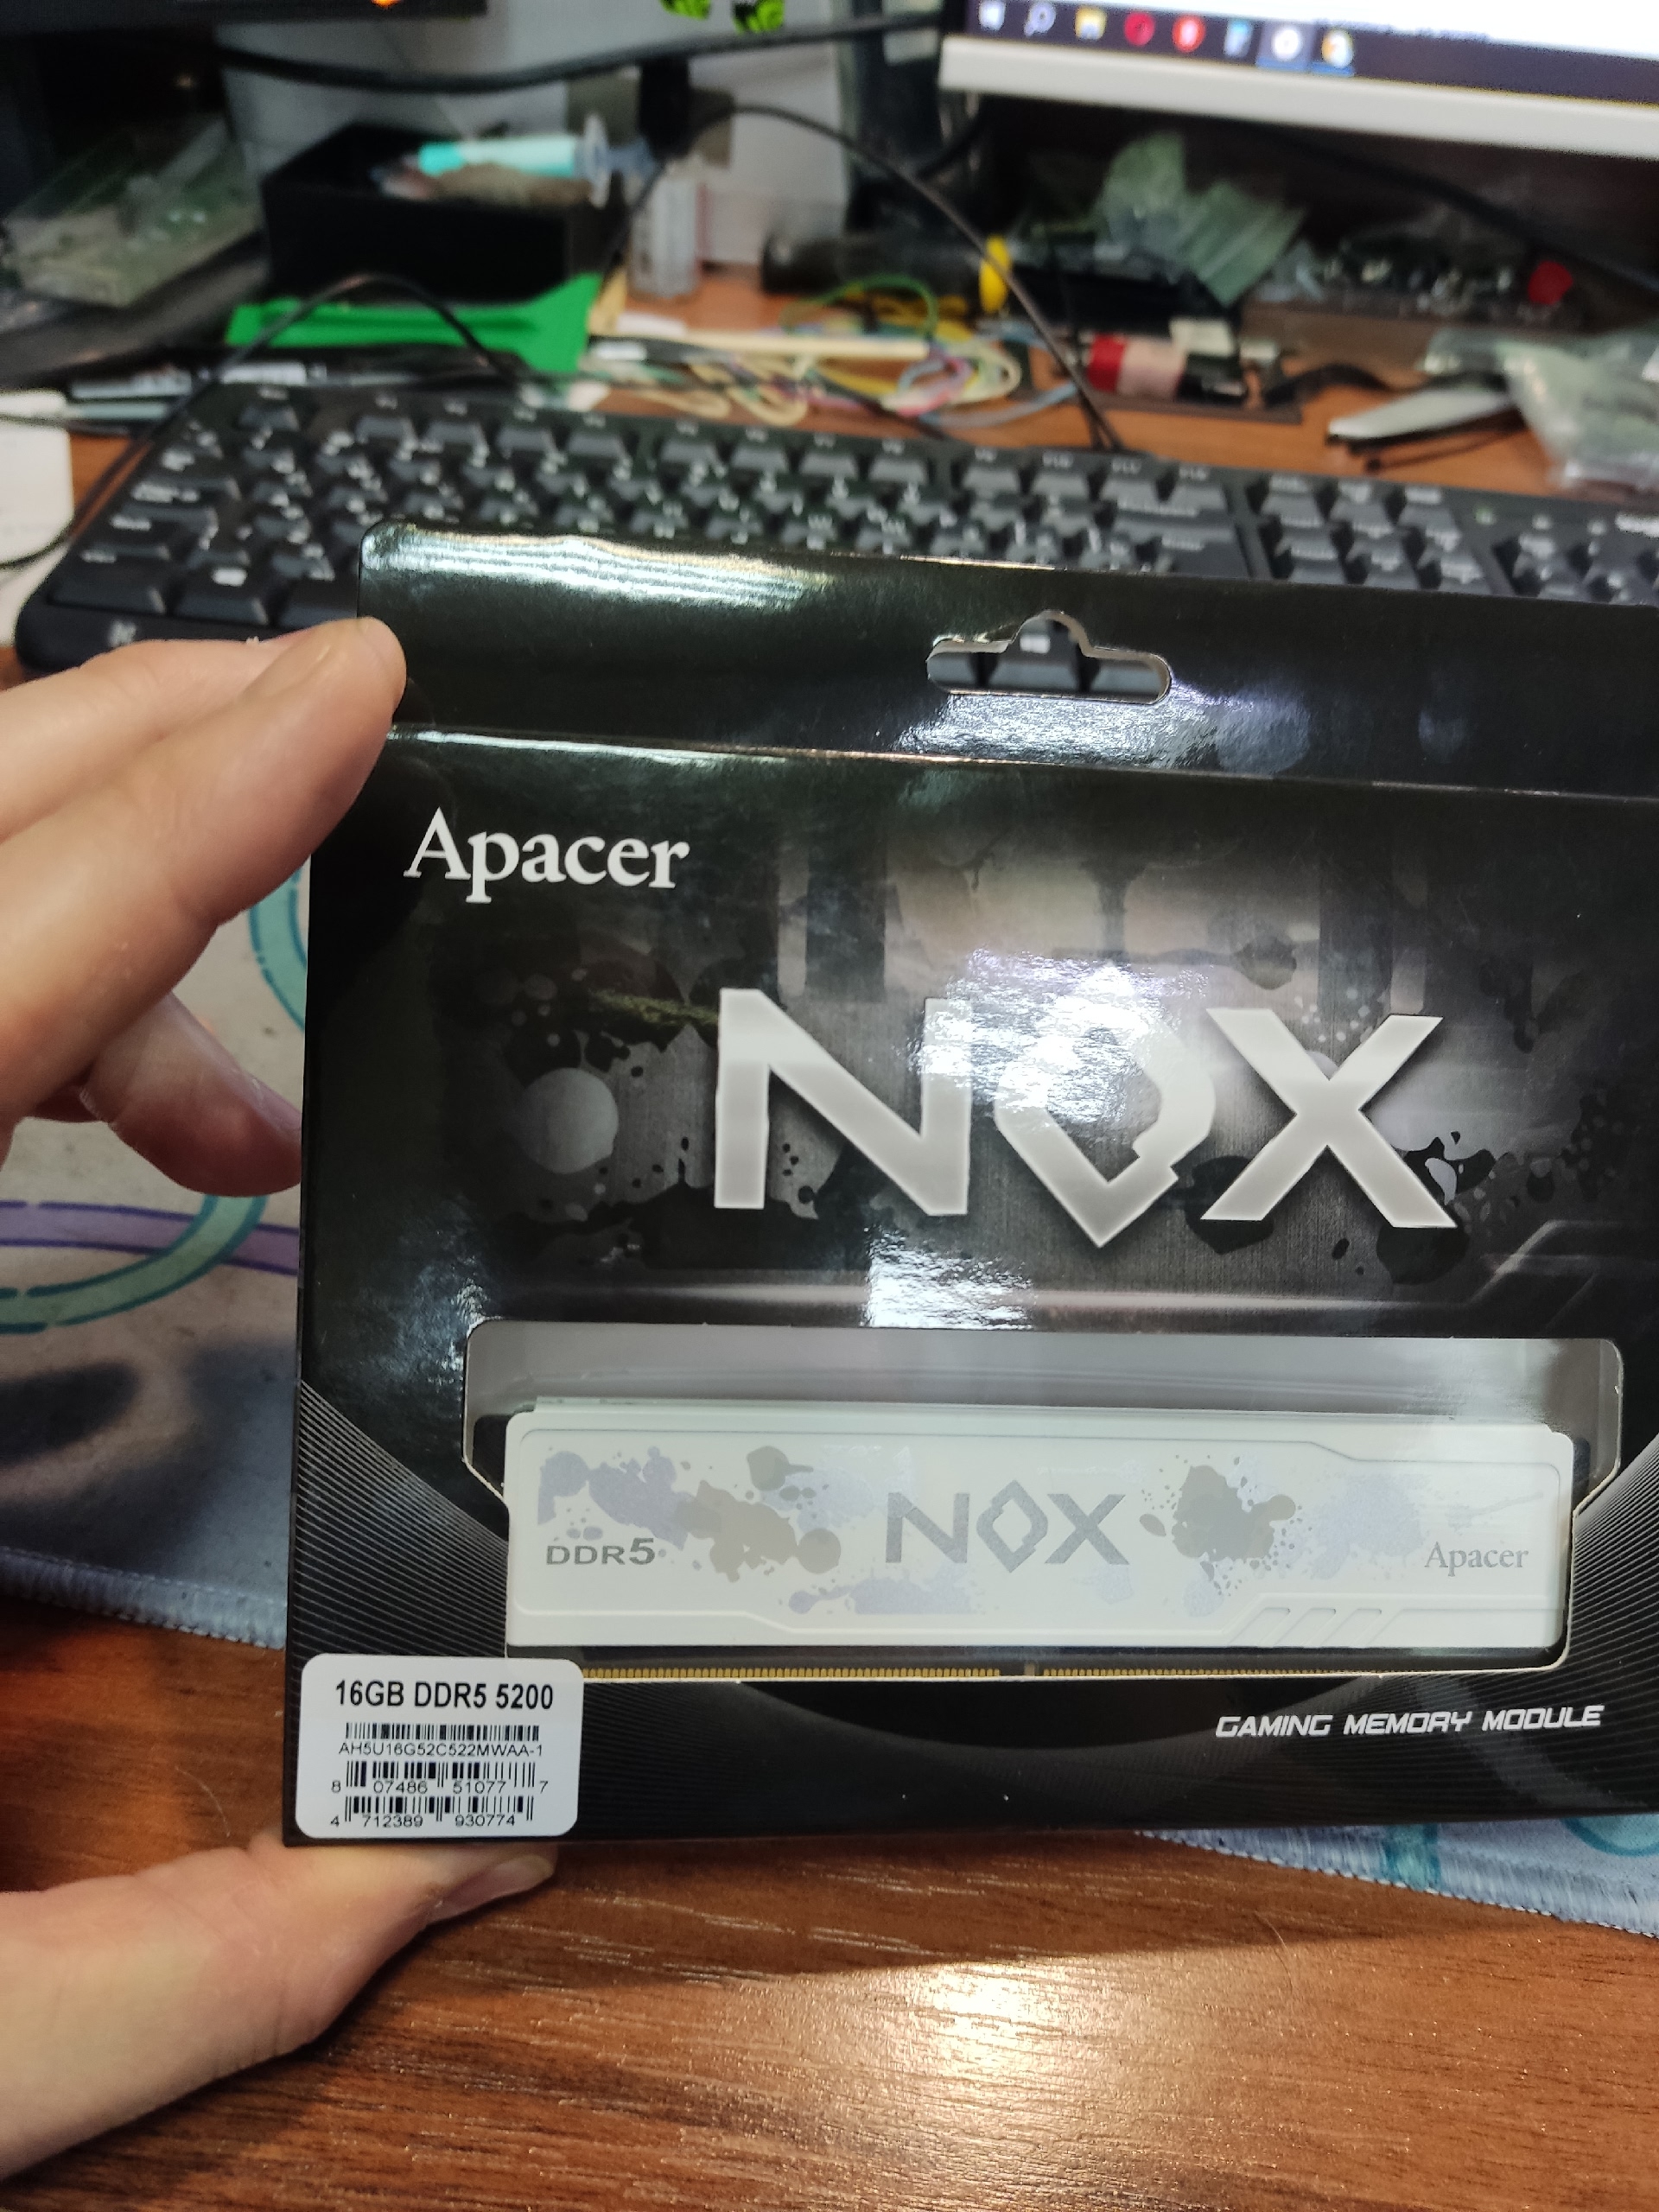 Apacer
NOX
DDR5
NOX
Apacer
16GB DDR5 5200
AH5U16G52C522MWAA-1
8 07486 51077 7
4 712389 930774
GAMING MEMORY MODULE